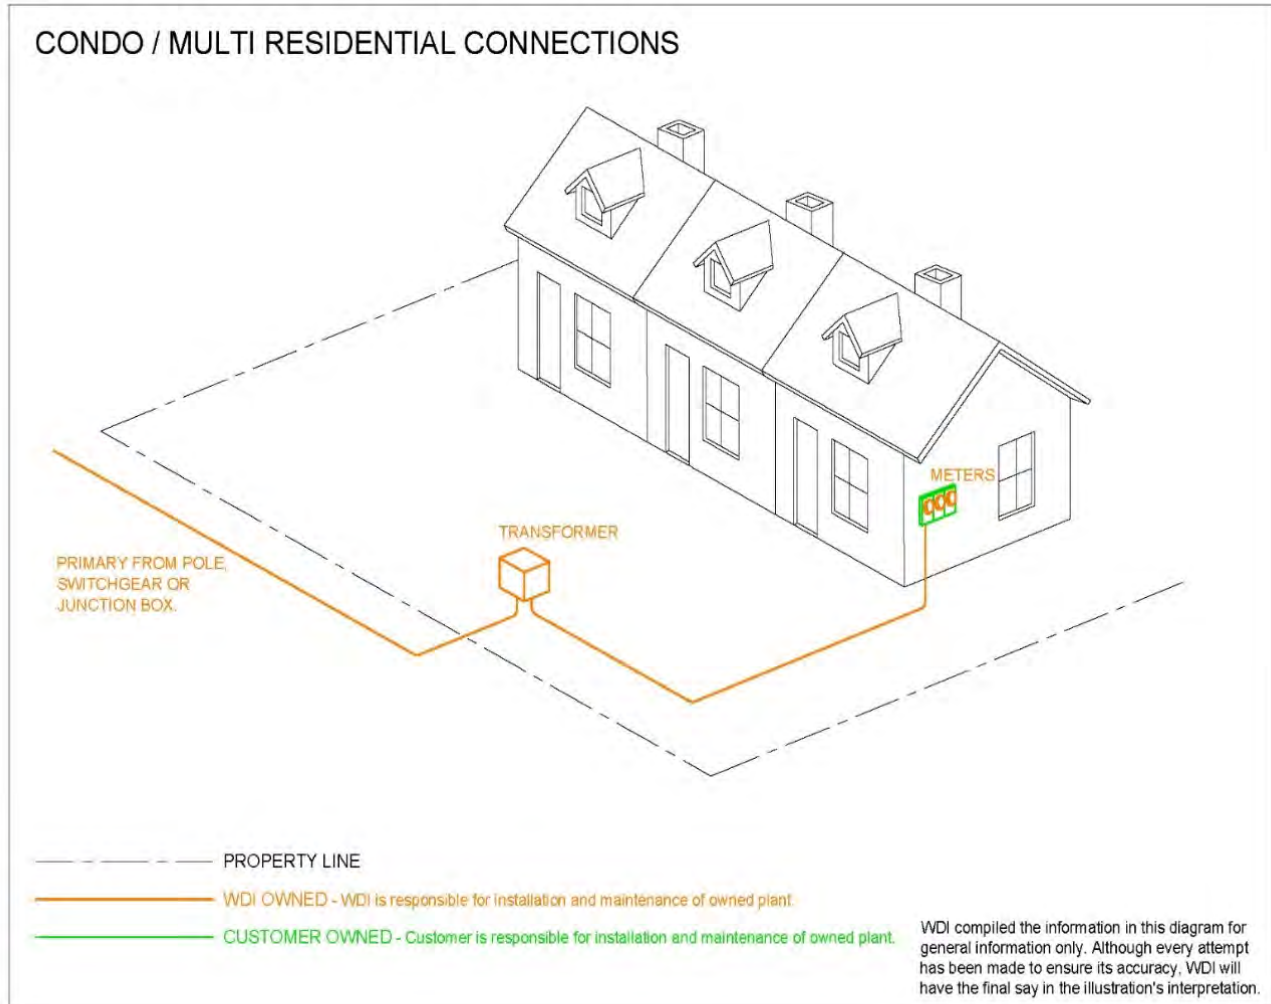 CONDO / MULTI RESIDENTIAL CONNECTIONS
METERS
TRANSFORMER
PRIMARY FROM POLE,
SWITCHGEAR OR
JUNCTION BOX.
PROPERTY LINE
WDI OWNED - WDI is responsible for installation and maintenance of owned plant.
CUSTOMER OWNED - Customer is responsible for installation and maintenance of owned plant.
WDI compiled the information in this diagram for
general information only. Although every attempt
has been made to ensure its accuracy, WDI will
have the final say in the illustration's interpretation.